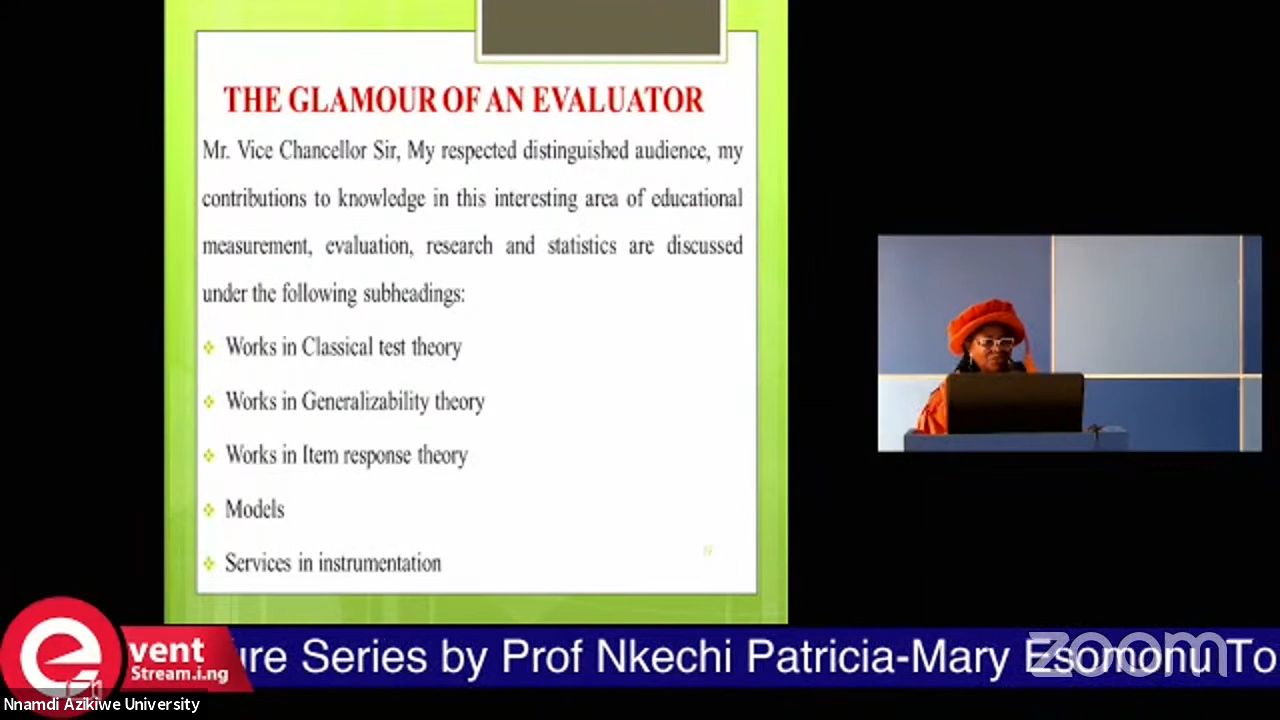 THE GLAMOUR OF AN EVALUATOR
Mr. Vice Chancellor Sir, My respected distinguished audience, my
contributions to knowledge in this interesting area of educational
measurement, evaluation, research and statistics are discussed
under the following subheadings:
Works in Classical test theory
Works in Generalizability theory
Works in Item response theory
Models
Services in instrumentation
event
Stream.i.ng
ure Series by Prof Nkechi Patricia-Mary Esomonu To
zoom
Nnamdi Azikiwe University